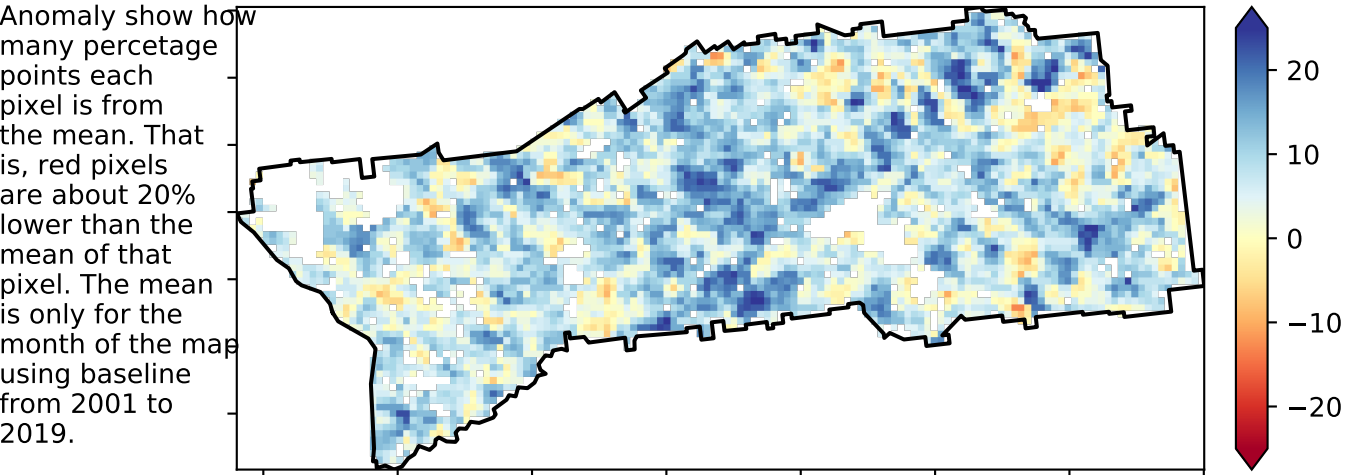 Anomaly show how
many percetage
points each
pixel is from
the mean. That
is, red pixels
are about 20%
lower than the
mean of that
pixel. The mean
is only for the
month of the map
using baseline
from 2001 to
2019.
20
10
0
−10
−20